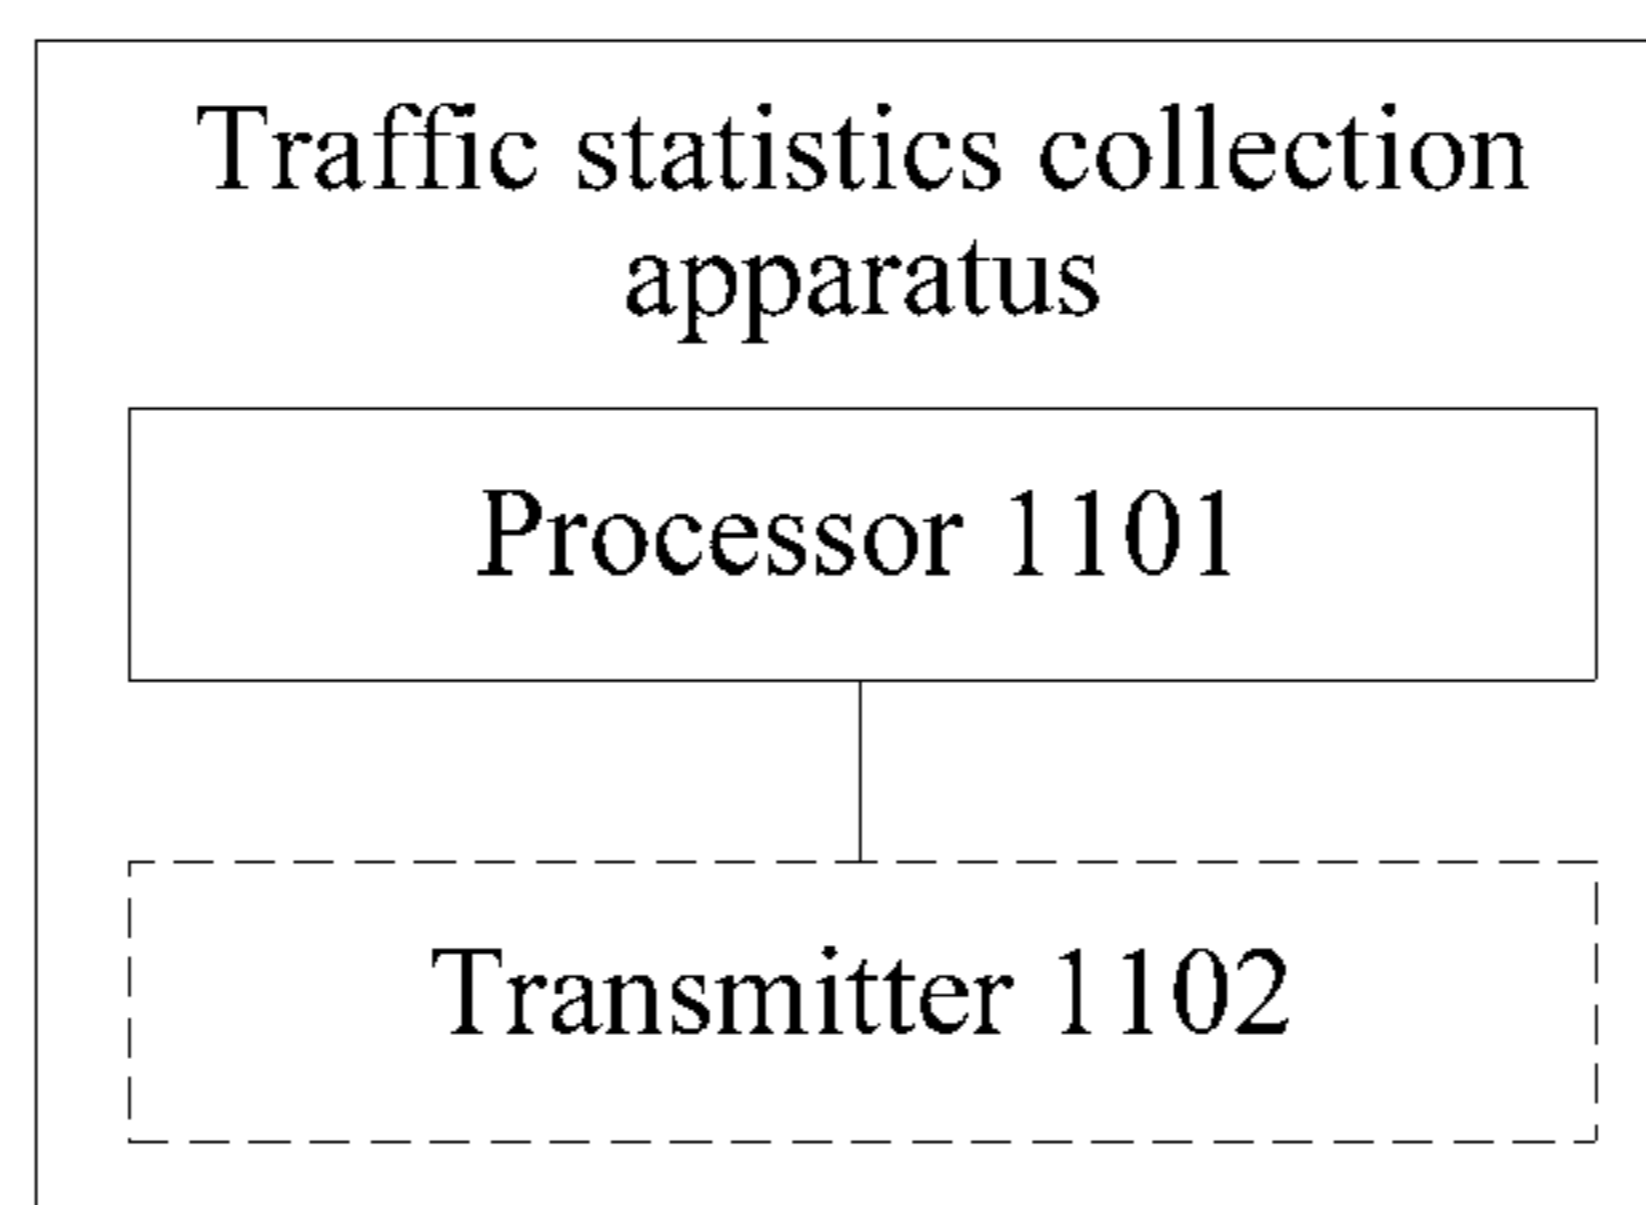 Traffic statistics collection
apparatus
Processor 1101
Transmitter 1102